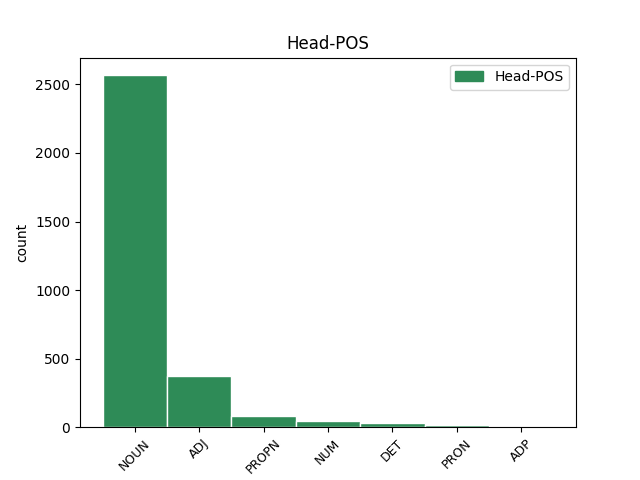 Head-POS
Head-POS
2500
2000
1500
1000
500
0
count
NOUN
ADJ
PROPN
NUM
DET
PRON
ADP